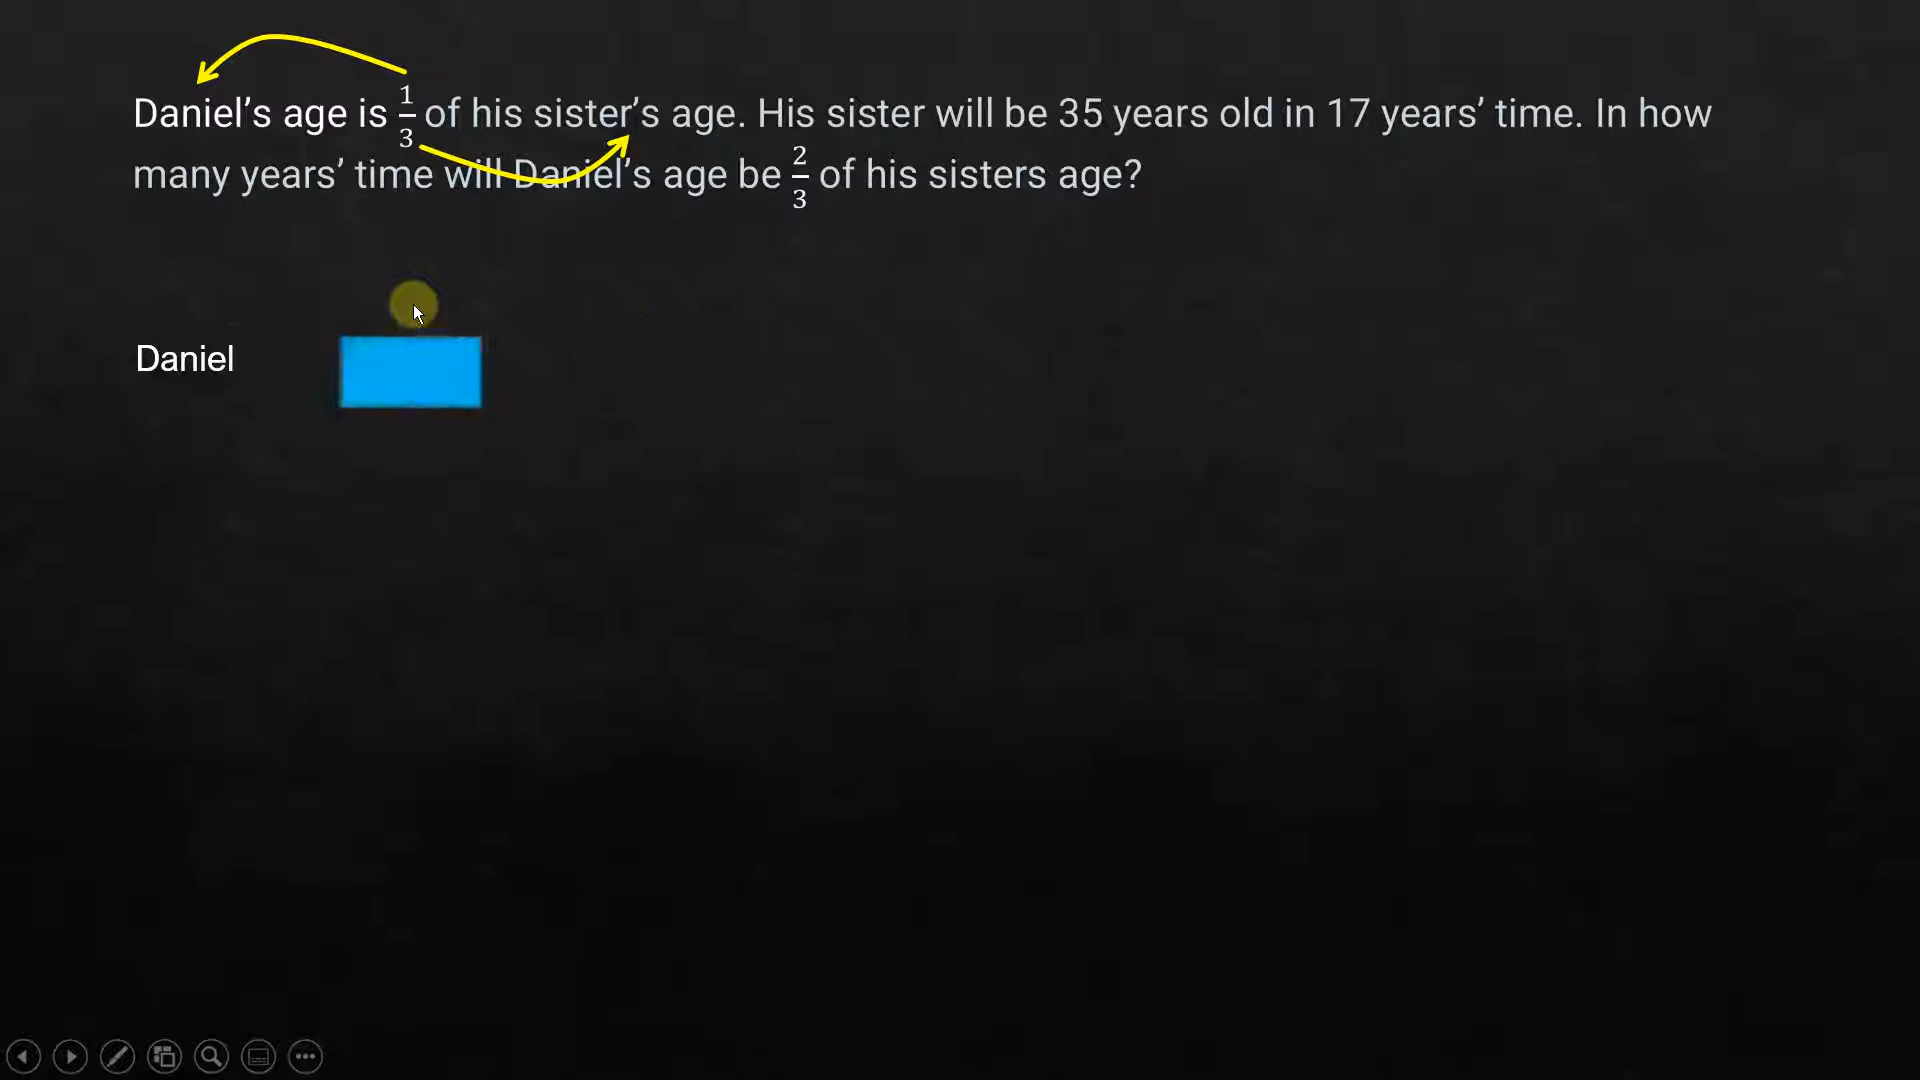 Daniel’s age is 1/3 of his sister’s age. His sister will be 35 years old in 17 years’ time. In how
many years’ time will Daniel’s age be 2/3 of his sisters age?
Daniel